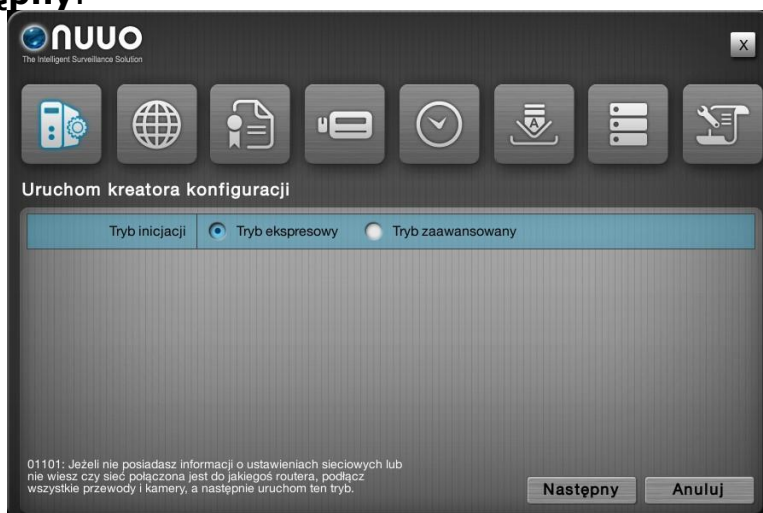 ępny.
nuuo
The Intelligent Surveillance Solution
X
A
Uruchom kreatora konfiguracji
Tryb inicjacji Tryb ekspresowy Tryb zaawansowany
01101: Jeżeli nie posiadasz informacji o ustawieniach sieciowych lub
nie wiesz czy sieć połączona jest do jakiegoś routera, podłącz
wszystkie przewody i kamery, a następnie uruchom ten tryb.
Następny Anuluj